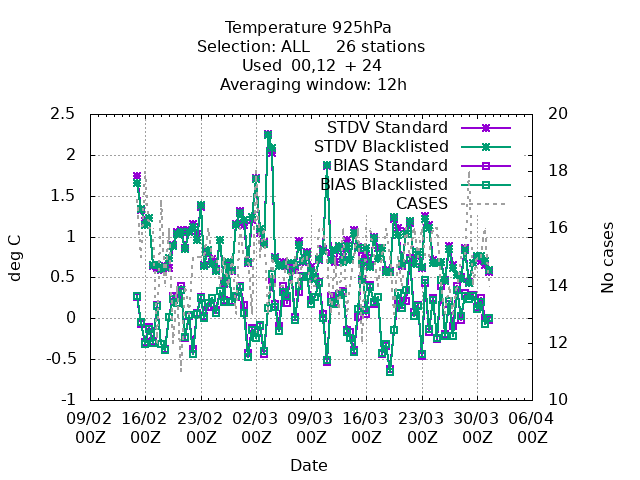 Temperature 925hPa
Selection: ALL 26 stations
Used 00,12 + 24
Averaging window: 12h
STDV Standard
STDV Blacklisted
BIAS Standard
BIAS Blacklisted
CASES
2.5
2
1.5
1
0.5
0
-0.5
-1
deg C
20
18
16
14
12
10
No cases
09/02 16/02 23/02 02/03 09/03 16/03 23/03 30/03 06/04
00Z 00Z 00Z 00Z 00Z 00Z 00Z 00Z 00Z
Date